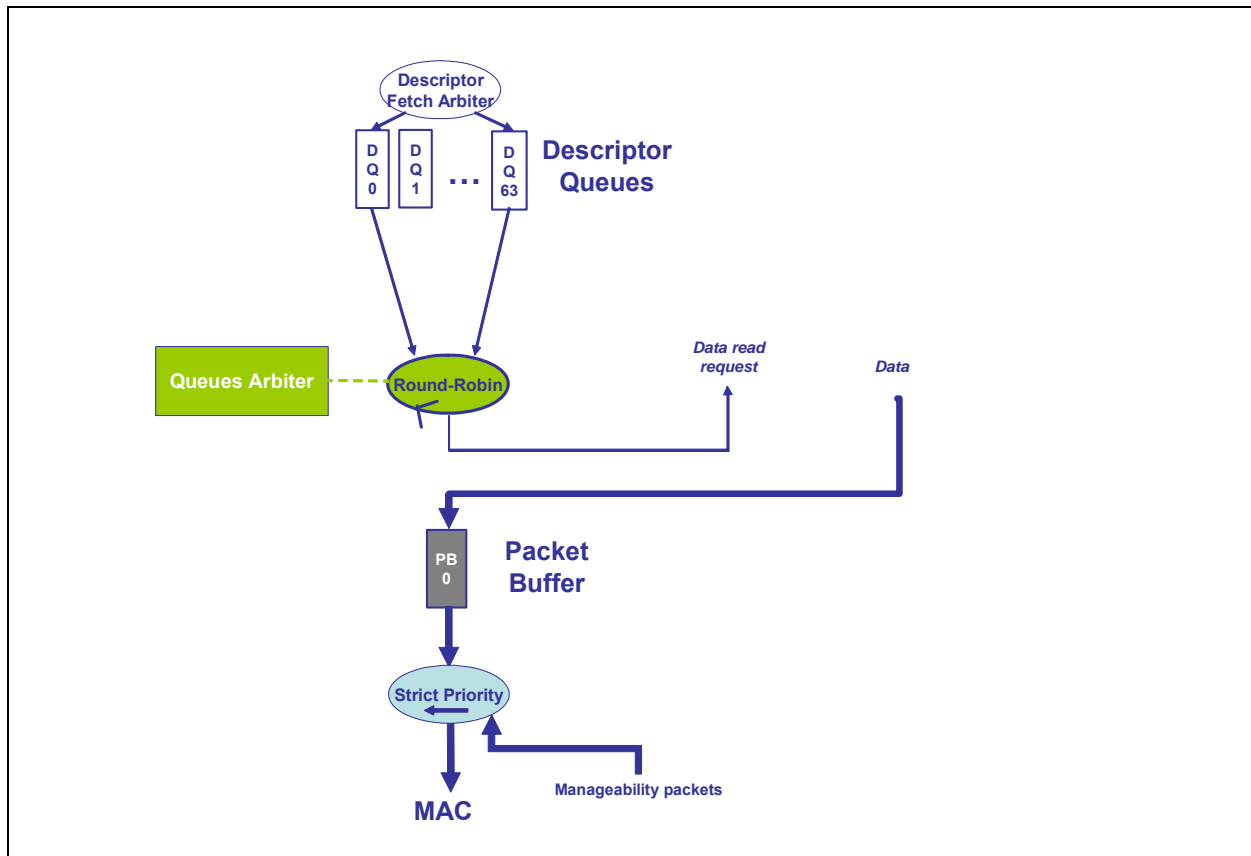 Descriptor
Fetch Arbiter
D
Q
0
D
Q
1
...
D
Q
63
Descriptor
Queues
Queues Arbiter
Round-Robin
Data read
request
Data
PB
0
Packet
Buffer
Strict Priority
Manageability packets
MAC